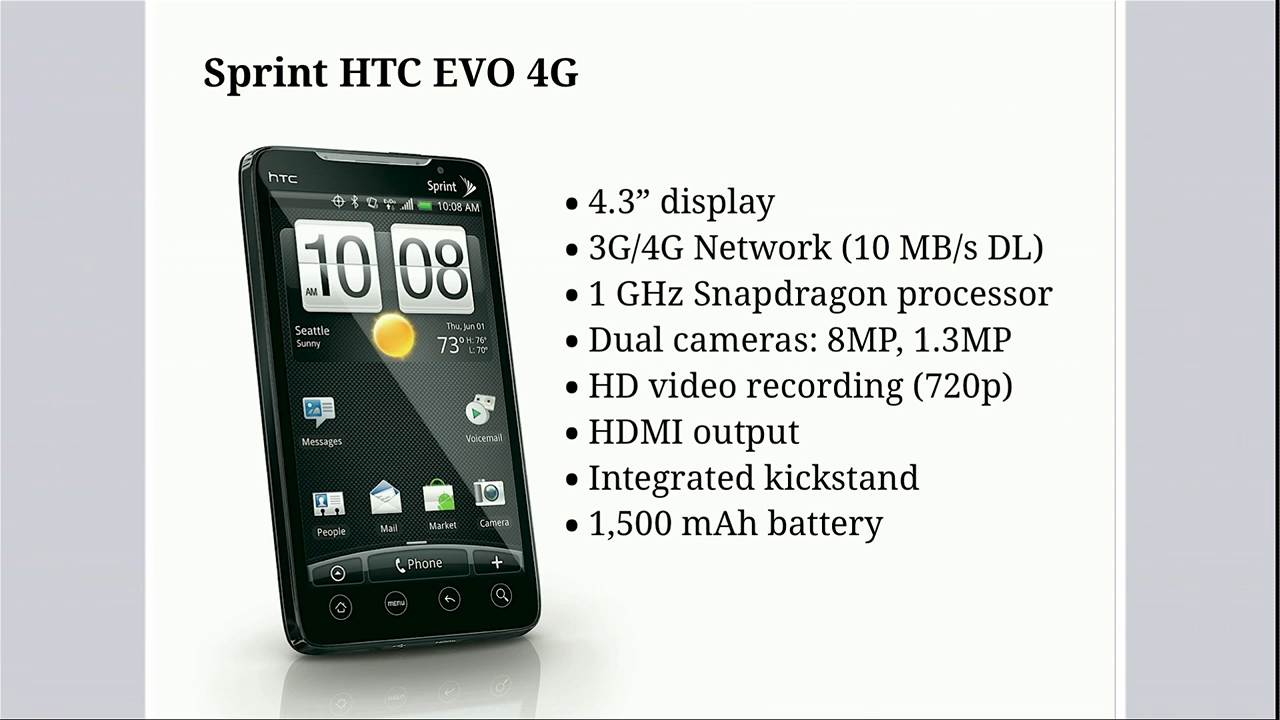 Sprint HTC EVO 4G
hTC
Sprint
10:08 AM
10 08
AM
Seattle
Sunny
Thu, Jun 01
73° H: 76°
L: 70°
Messages
Voicemail
People
Mail
Market
Camera
Phone
MENU
• 4.3” display
• 3G/4G Network (10 MB/s DL)
• 1 GHz Snapdragon processor
• Dual cameras: 8MP, 1.3MP
• HD video recording (720p)
• HDMI output
• Integrated kickstand
• 1,500 mAh battery